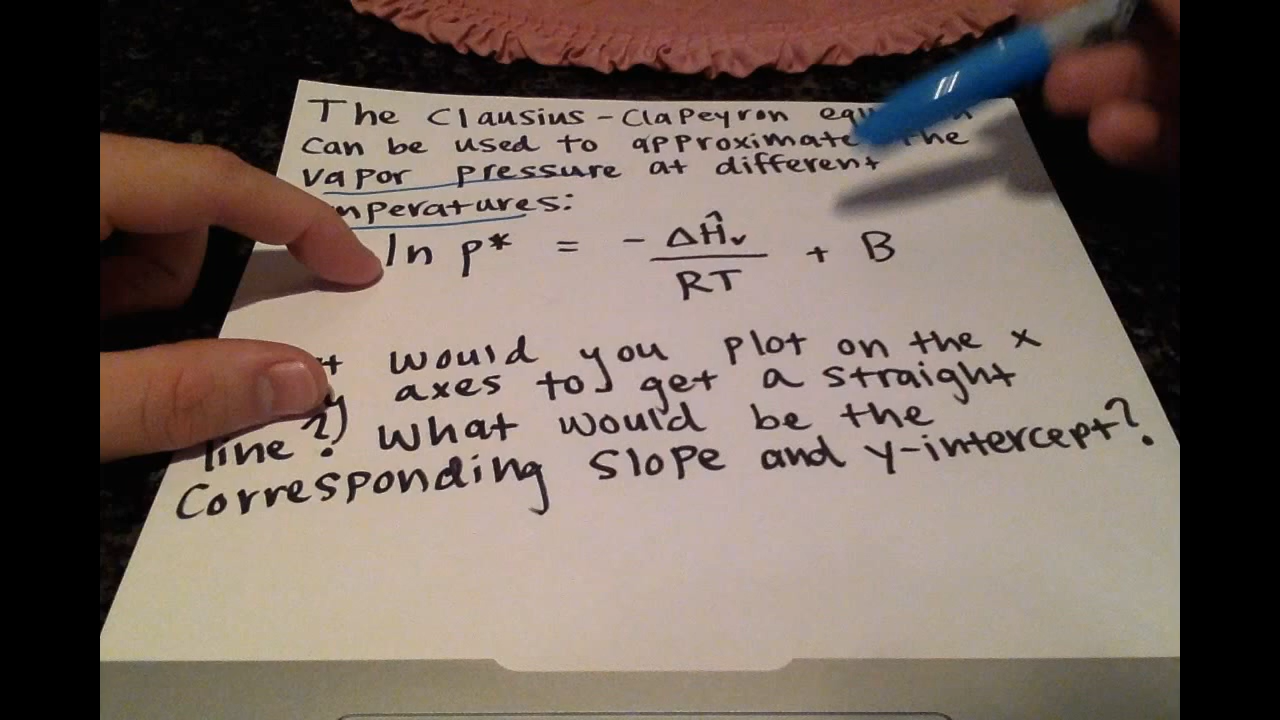 The Clausius-Clapeyron
can be used to approximate the
vapor pressure at different
ln p* = - ΔĤv / RT + B
would you plot on the x
y axes to get a straight
line? What would be the
corresponding slope and y-intercept?